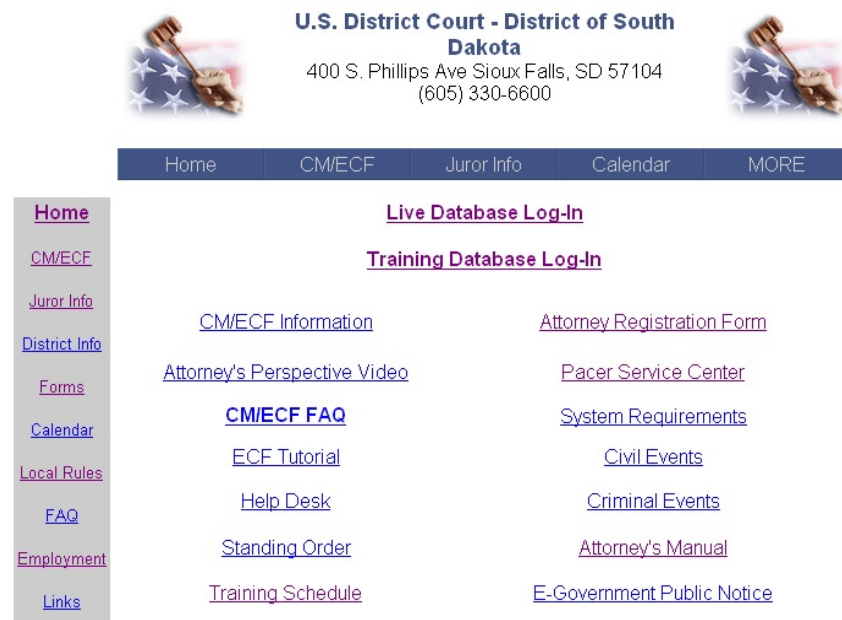 U.S. District Court - District of South
Dakota
400 S. Phillips Ave Sioux Falls, SD 57104
(605) 330-6600
Home CM/ECF Juror Info Calendar MORE
Home
CM/ECF
Juror Info
District Info
Forms
Calendar
Local Rules
FAQ
Employment
Links
Live Database Log-In
Training Database Log-In
CM/ECF Information Attorney Registration Form
Attorney's Perspective Video Pacer Service Center
CM/ECF FAQ System Requirements
ECF Tutorial Civil Events
Help Desk Criminal Events
Standing Order Attorney's Manual
Training Schedule E-Government Public Notice